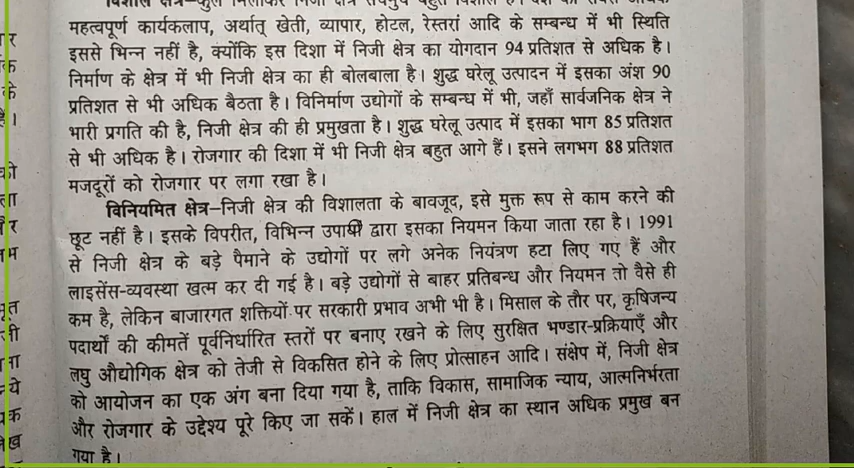 महत्वपूर्ण कार्यकलाप, अर्थात् खेती, व्यापार, होटल, रेस्तरां आदि के सम्बन्ध में भी स्थिति
इससे भिन्न नहीं है, क्योंकि इस दिशा में निजी क्षेत्र का योगदान 94 प्रतिशत से अधिक है।
निर्माण के क्षेत्र में भी निजी क्षेत्र का ही बोलबाला है। शुद्ध घरेलू उत्पादन में इसका अंश 90
प्रतिशत से भी अधिक बैठता है। विनिर्माण उद्योगों के सम्बन्ध में भी, जहाँ सार्वजनिक क्षेत्र ने
भारी प्रगति की है, निजी क्षेत्र की ही प्रमुखता है। शुद्ध घरेलू उत्पाद में इसका भाग 85 प्रतिशत
से भी अधिक है। रोजगार की दिशा में भी निजी क्षेत्र बहुत आगे हैं। इसने लगभग 88 प्रतिशत
मजदूरों को रोजगार पर लगा रखा है।
विनियमित क्षेत्र–निजी क्षेत्र की विशालता के बावजूद, इसे मुक्त रूप से काम करने की
छूट नहीं है। इसके विपरीत, विभिन्न द्वारा इसका नियमन किया जाता रहा है। 1991
से निजी क्षेत्र के बड़े पैमाने के उद्योगों पर लगे अनेक नियंत्रण हटा लिए गए हैं और
लाइसेंस-व्यवस्था खत्म कर दी गई है। बड़े उद्योगों से बाहर प्रतिबन्ध और नियमन तो वैसे ही
कम है, लेकिन बाजारगत शक्तियों पर सरकारी प्रभाव अभी भी है। मिसाल के तौर पर, कृषिजन्य
पदार्थों की कीमतें पूर्वनिर्धारित स्तरों पर बनाए रखने के लिए सुरक्षित भण्डार-प्रक्रियाएँ और
लघु औद्योगिक क्षेत्र को तेजी से विकसित होने के लिए प्रोत्साहन आदि। संक्षेप में, निजी क्षेत्र
को आयोजन का एक अंग बना दिया गया है, ताकि विकास, सामाजिक न्याय, आत्मनिर्भरता
और रोजगार के उद्देश्य पूरे किए जा सकें। हाल में निजी क्षेत्र का स्थान अधिक प्रमुख बन
गया है।